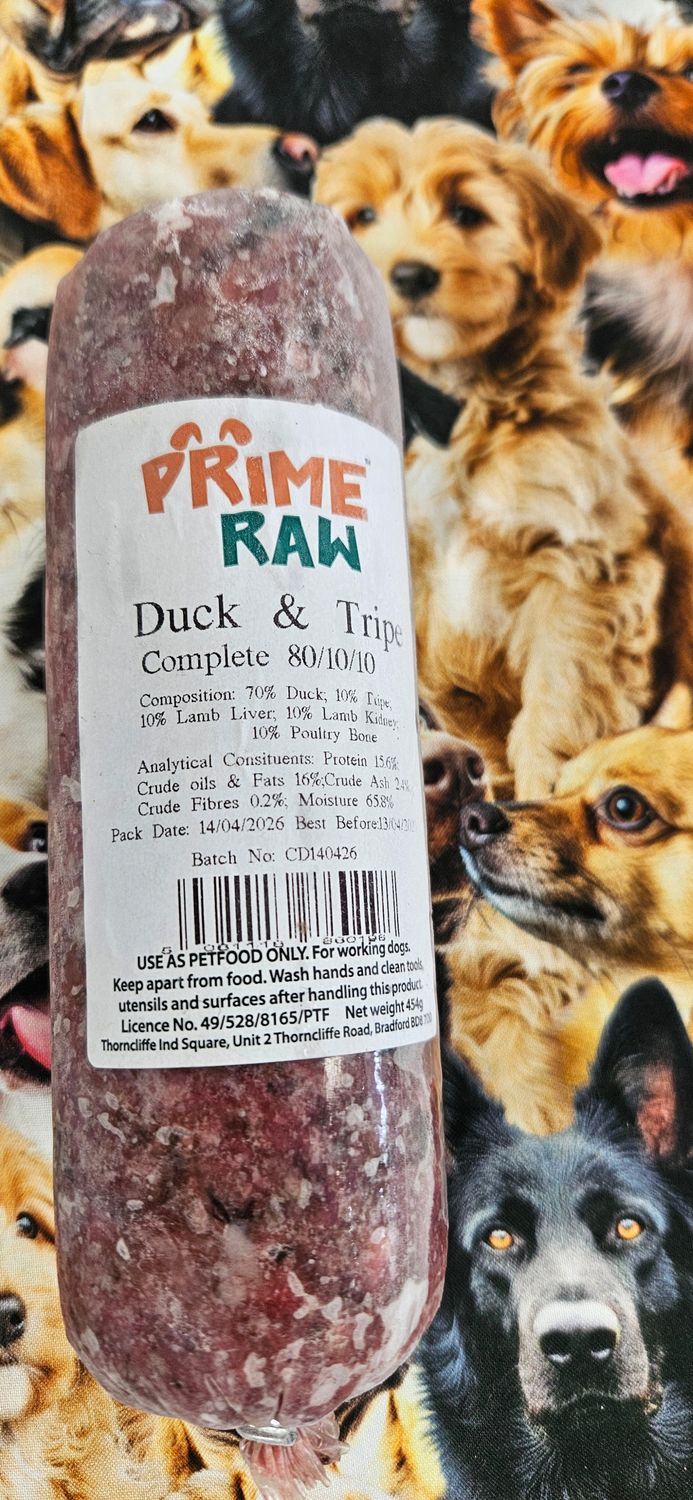 PRIME
RAW
Duck & Tripe
Complete 80/10/10
Composition: 70% Duck; 10% Tripe;
10% Lamb Liver; 10% Lamb Kidney;
10% Poultry Bone
Analytical Consituents: Protein 15.6%;
Crude oils & Fats 16%;Crude Ash 2.4%
Crude Fibres 0.2%; Moisture 65.8%
Pack Date: 14/04/2026 Best Before:13/04/
Batch No: CD140426
USE AS PETFOOD ONLY. For working dogs.
Keep apart from food. Wash hands and clean tools,
utensils and surfaces after handling this product.
Licence No. 49/528/8165/PTF Net weight 454g
Thorncliffe Ind Square, Unit 2 Thorncliffe Road, Bradford